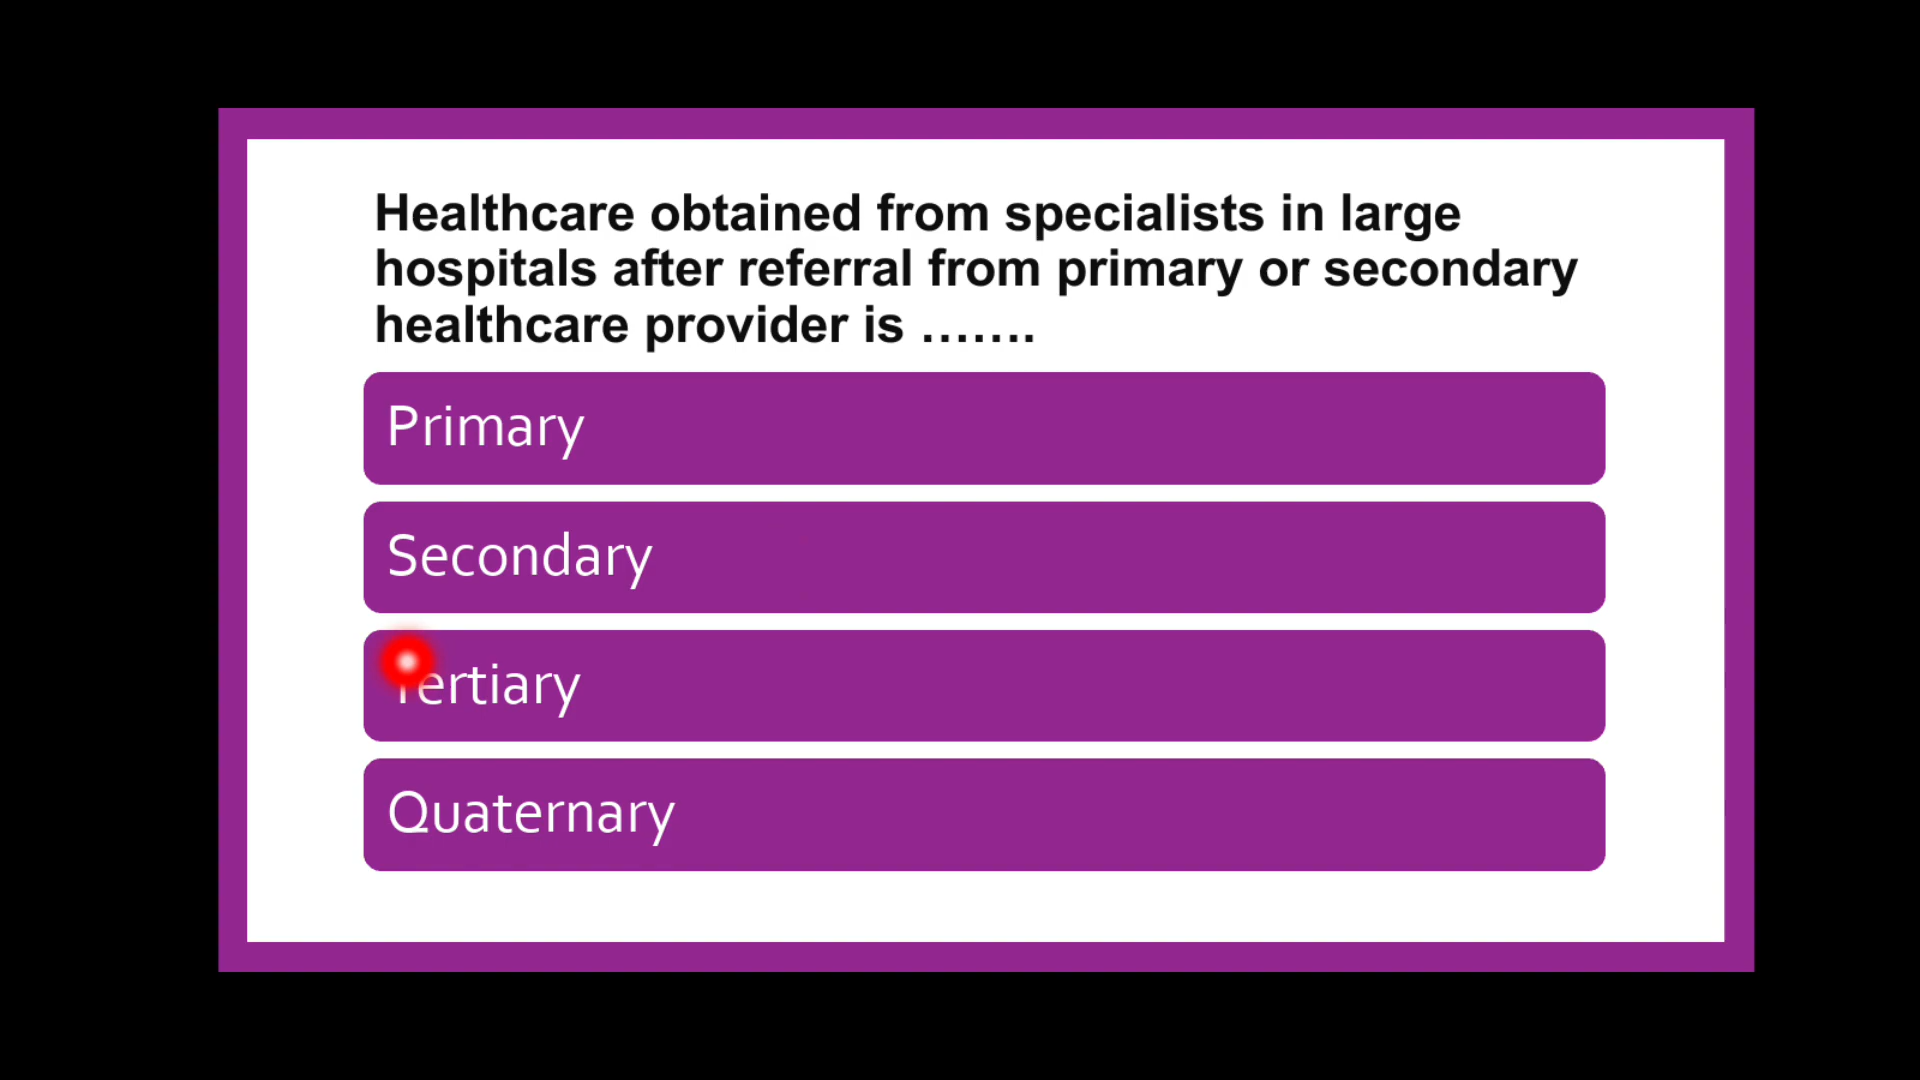 Healthcare obtained from specialists in large
hospitals after referral from primary or secondary
healthcare provider is …….
Primary
Secondary
Tertiary
Quaternary